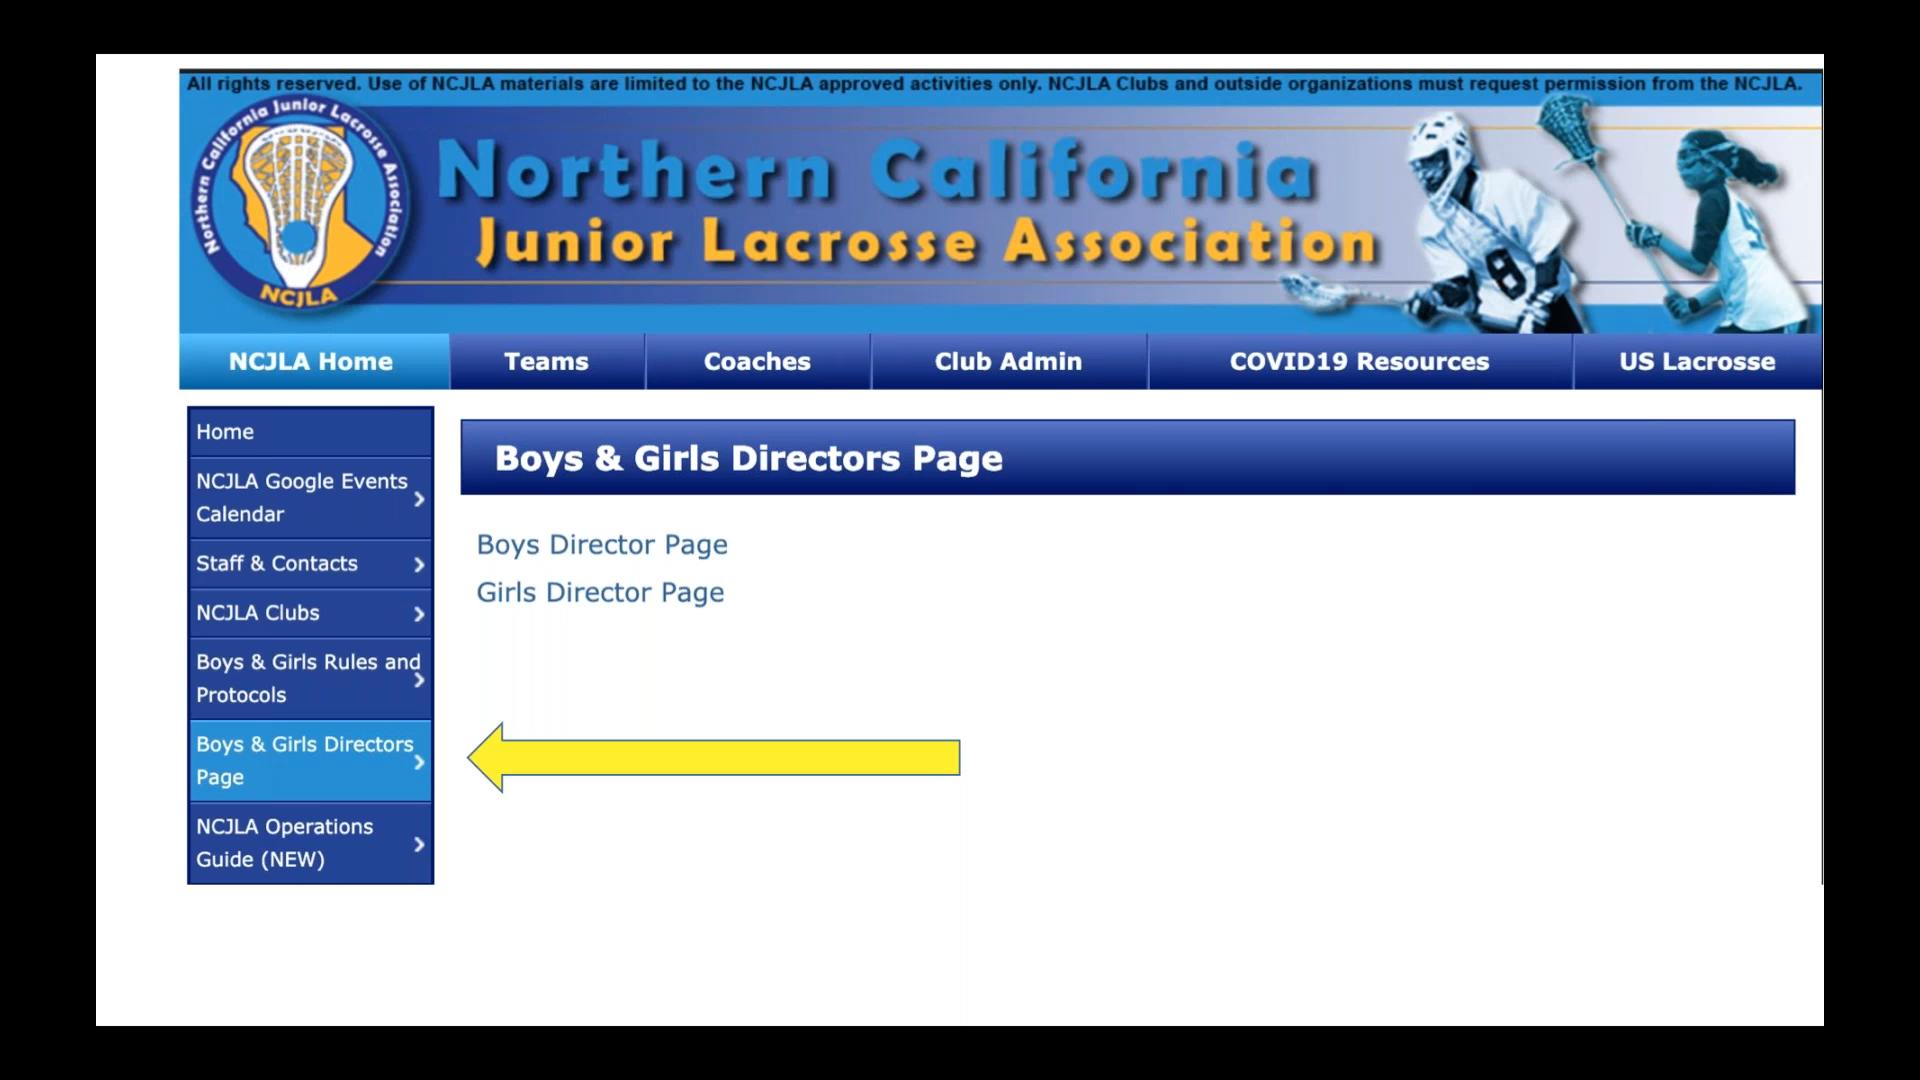 All rights reserved. Use of NCJLA materials are limited to the NCJLA approved activities only. NCJLA Clubs and outside organizations must request permission from the NCJLA.
Northern California Junior Lacrosse Association
NCJLA
Northern California
Junior Lacrosse Association
8
NCJLA Home
Teams
Coaches
Club Admin
COVID19 Resources
US Lacrosse
Home
NCJLA Google Events
Calendar
Staff & Contacts
NCJLA Clubs
Boys & Girls Rules and
Protocols
Boys & Girls Directors
Page
NCJLA Operations
Guide (NEW)
Boys & Girls Directors Page
Boys Director Page
Girls Director Page